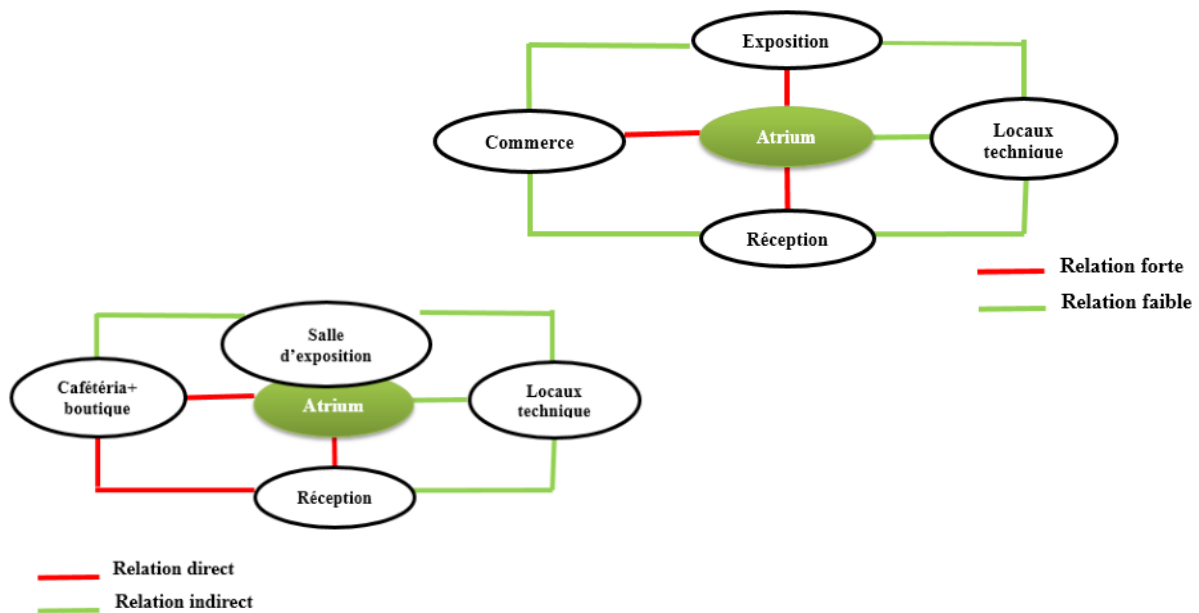 Exposition
Commerce
Atrium
Locaux
technique
Réception
Relation forte
Relation faible
Salle
d’exposition
Cafétéria+
boutique
Atrium
Locaux
technique
Réception
Relation direct
Relation indirect